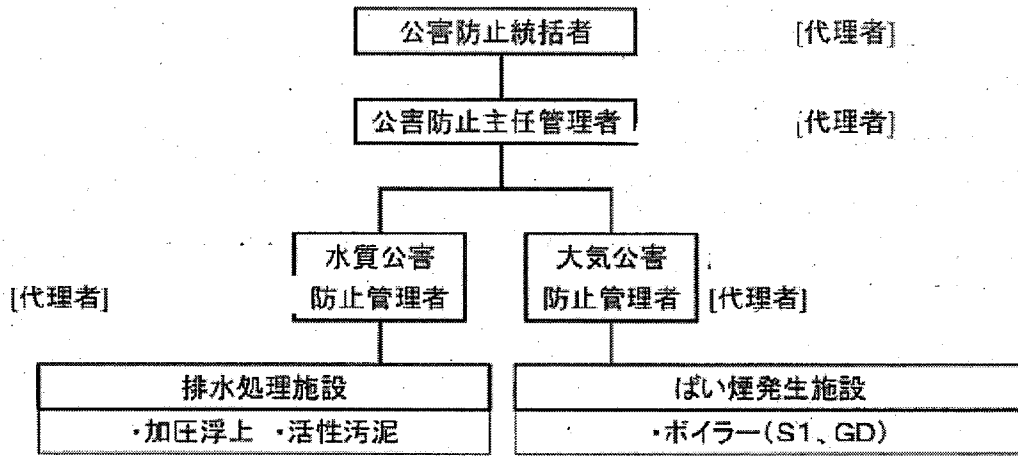 公害防止統括者 [代理者]
公害防止主任管理者 [代理者]
水質公害
防止管理者
[代理者]
大気公害
防止管理者
[代理者]
排水処理施設
・加圧浮上 ・活性汚泥
ばい煙発生施設
・ボイラー(S1、GD)